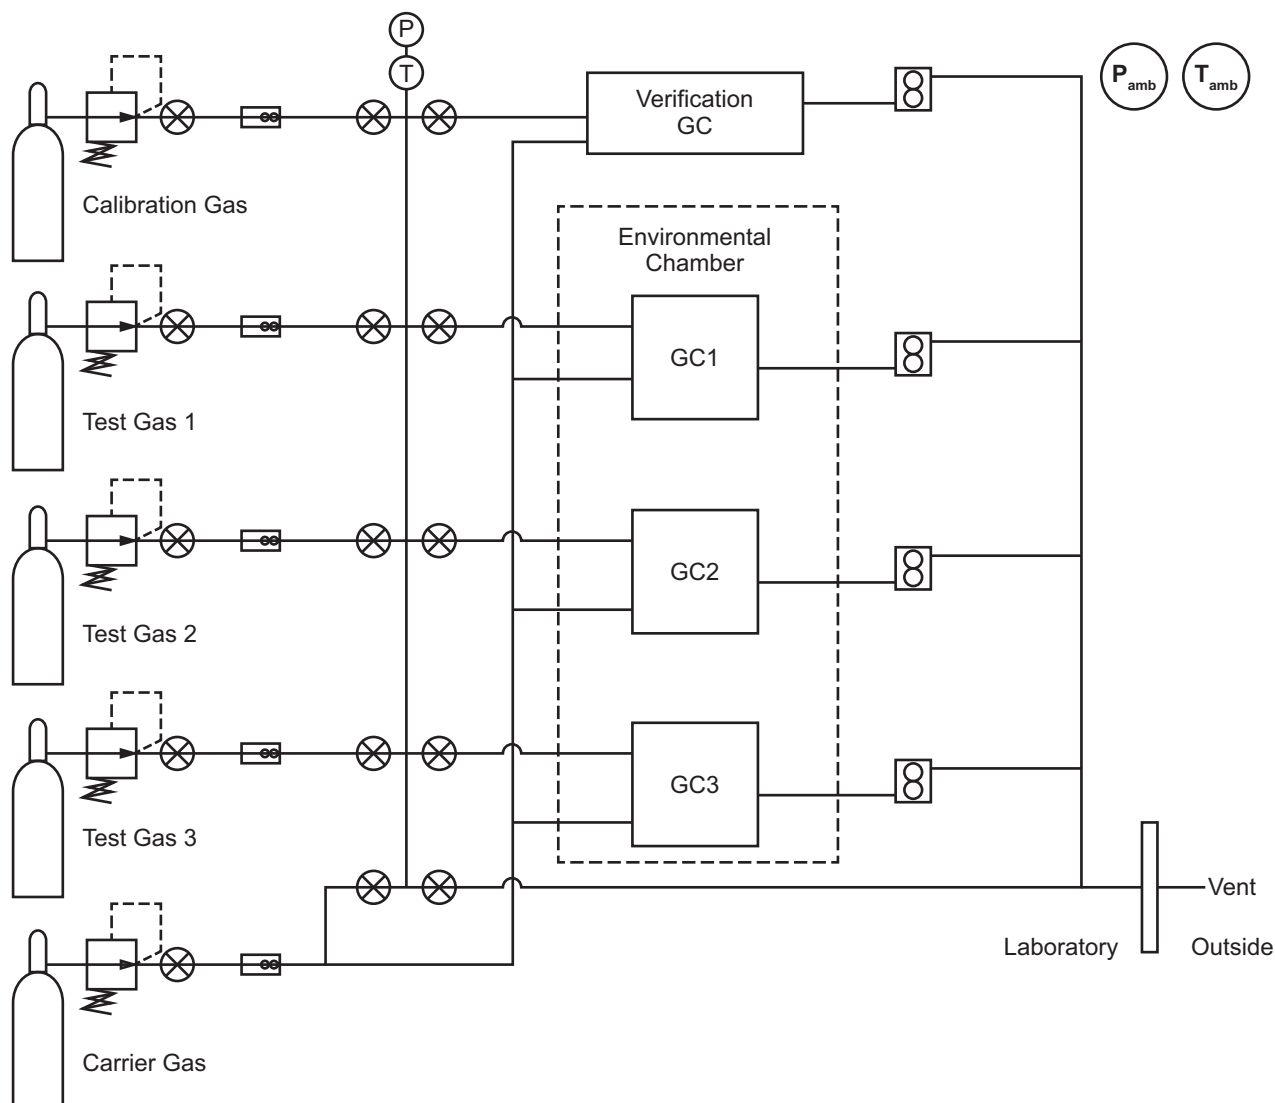 P
T
P amb
T amb
Verification
GC
Calibration Gas
Environmental
Chamber
GC1
Test Gas 1
GC2
Test Gas 2
GC3
Test Gas 3
Vent
Laboratory
Outside
Carrier Gas